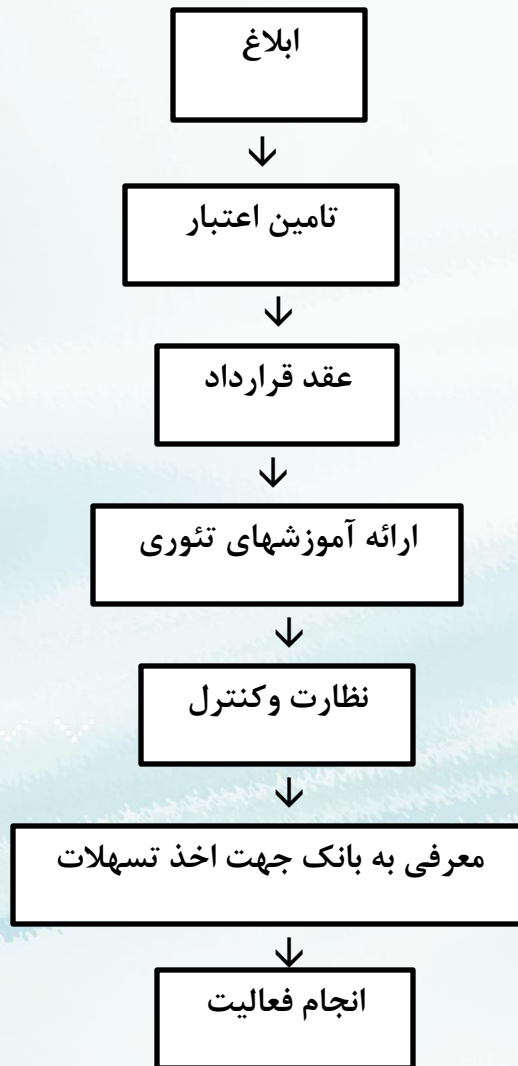 ابلاغ
تامین اعتبار
عقد قرارداد
ارائه آموزشهای تئوری
نظارت وکنترل
معرفی به بانک جهت اخذ تسهلات
انجام فعالیت